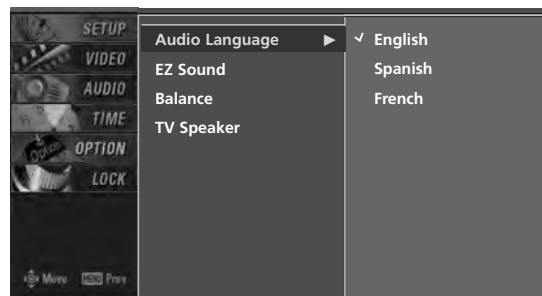 SETUP
VIDEO
AUDIO
TIME
OPTION
Option
LOCK
Move MENU Prev
Audio Language
EZ Sound
Balance
TV Speaker
English
Spanish
French